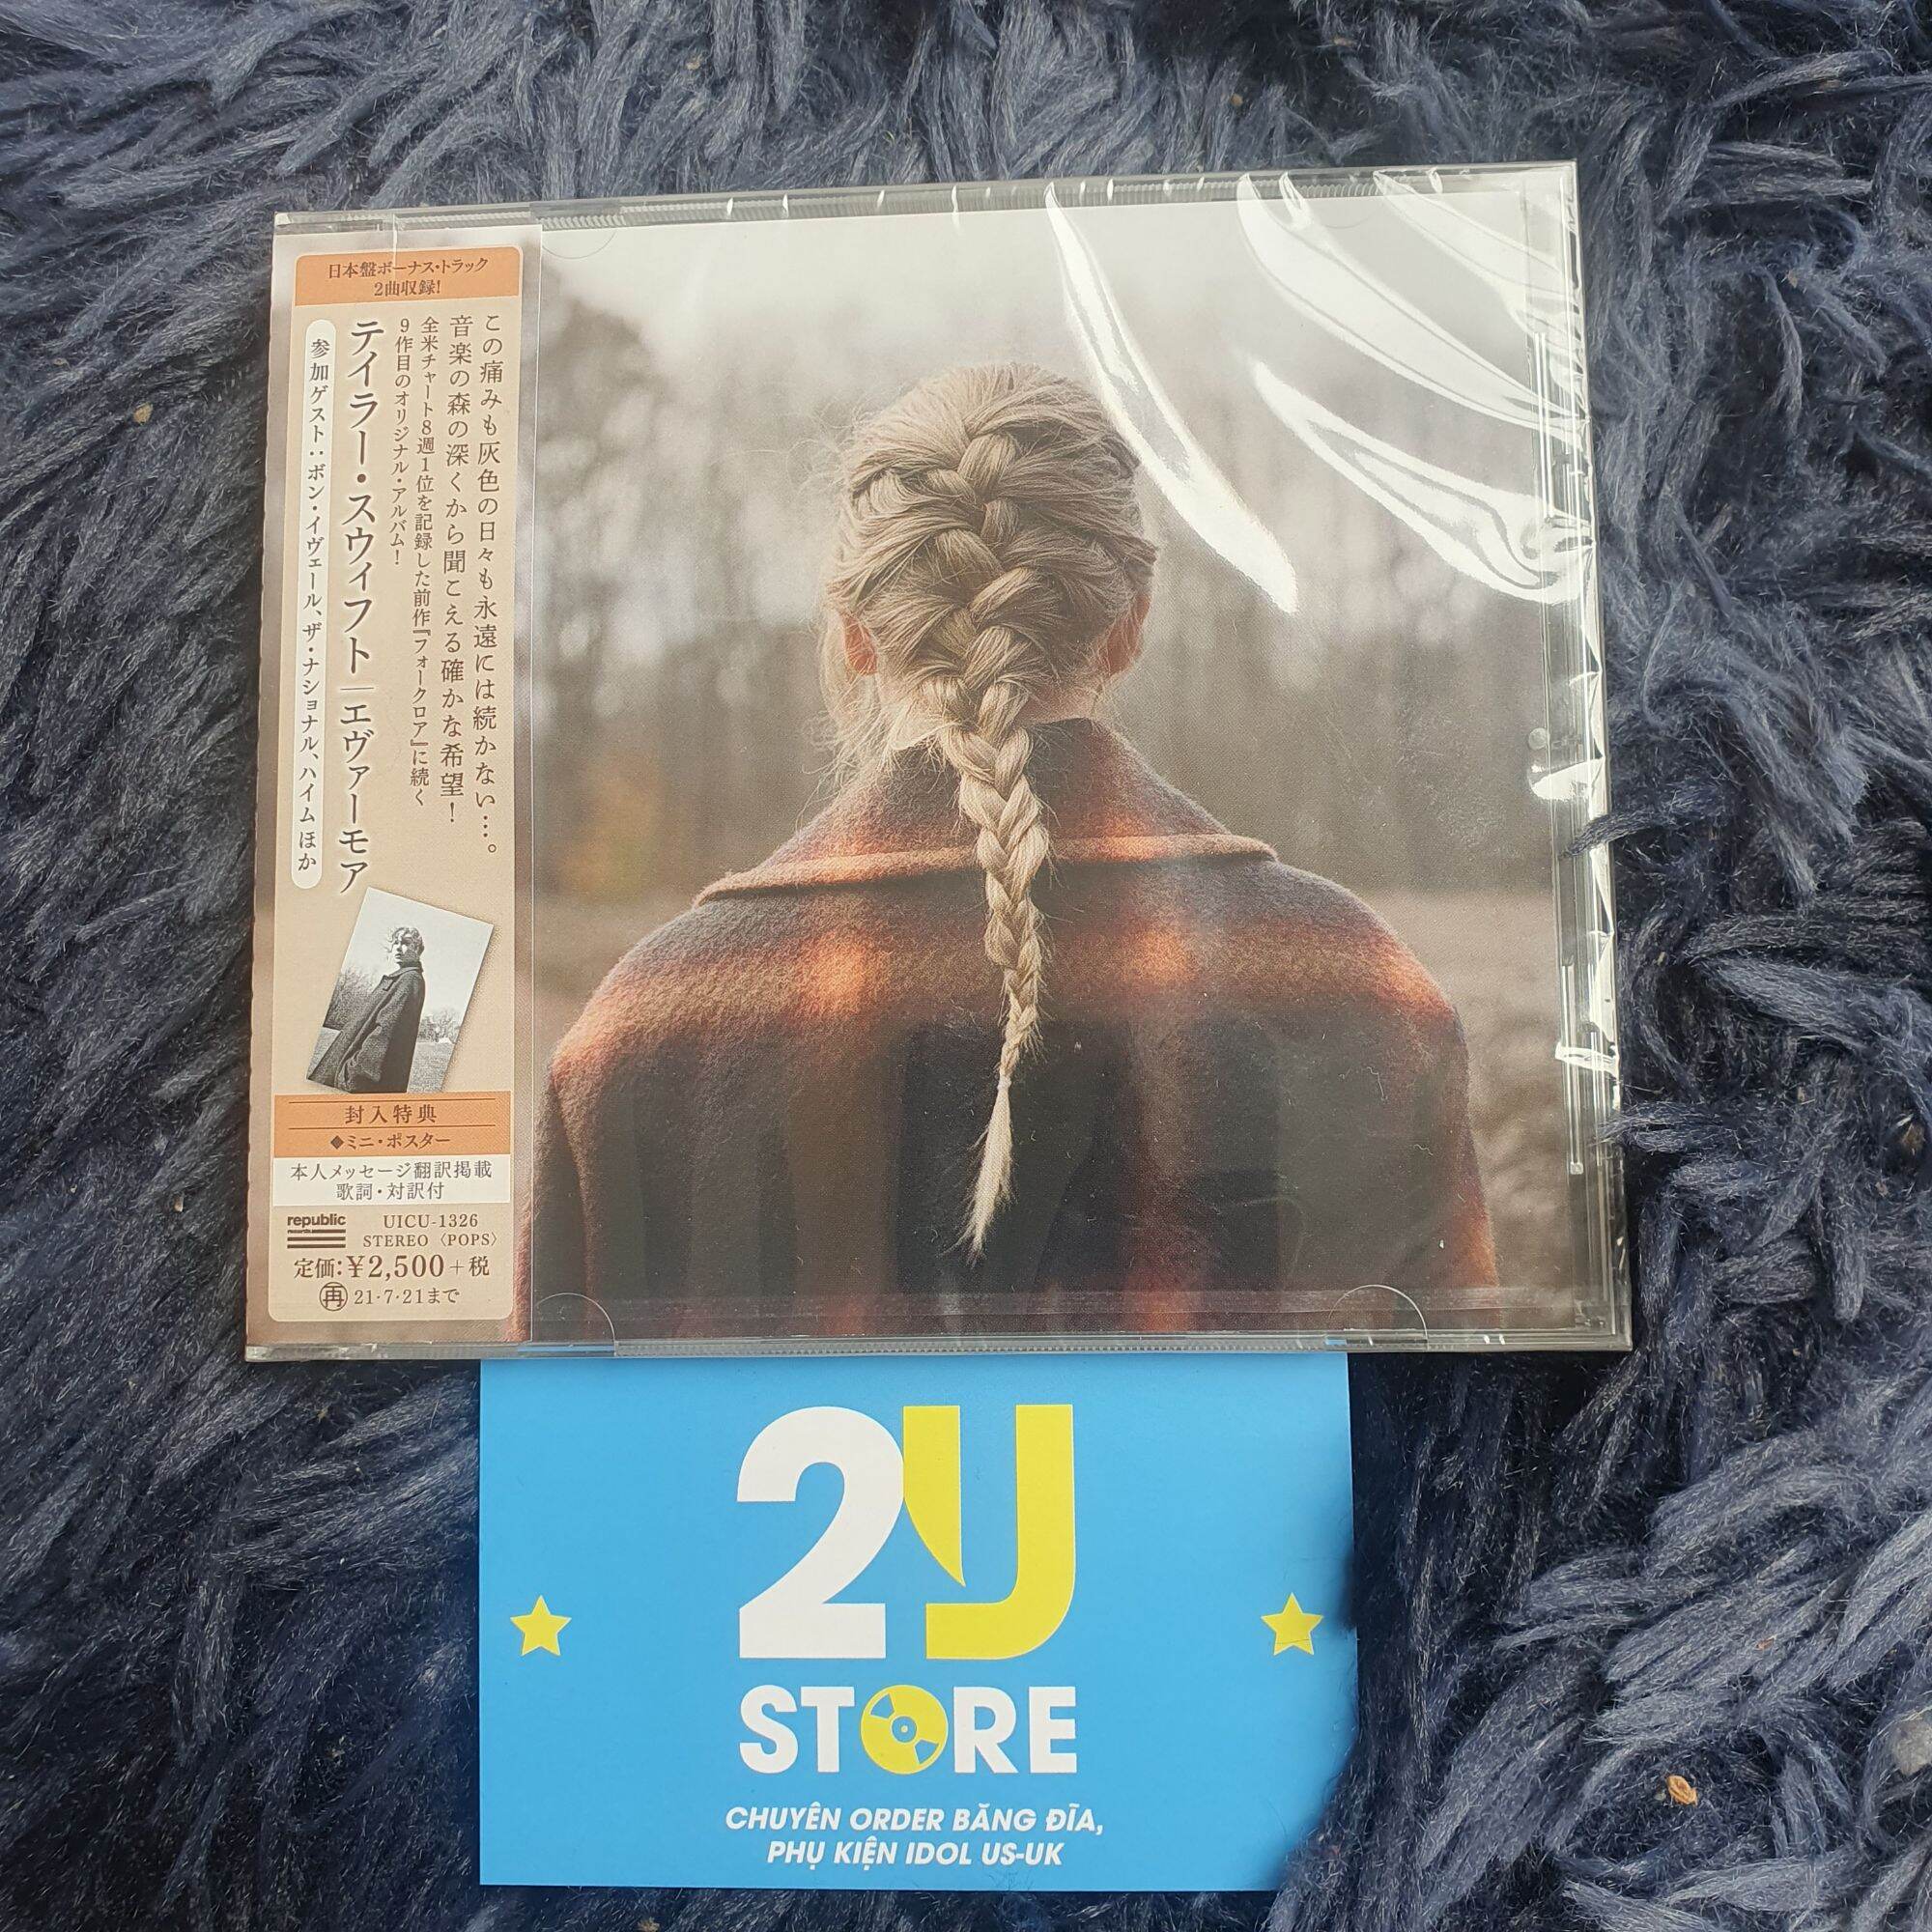 日本盤ボーナス・トラック
2曲収録!
この痛みも灰色の日々も永遠には続かない…。
音楽の森の深くから聞こえる確かな希望!
全米チャート8週1位を記録した前作『フォークロア』に続く
9作目のオリジナル・アルバム!
テイラー・スウィフト|エヴァーモア
参加ゲスト:ボン・イヴェール、ザ・ナショナル、ハイム ほか
封入特典
◆ミニ・ポスター
本人メッセージ翻訳掲載
歌詞・対訳付
republic
records
UICU-1326
STEREO〈POPS〉
定価:¥2,500+税
再 21・7・21まで
2U
STORE
CHUYÊN ORDER BĂNG ĐĨA,
PHỤ KIỆN IDOL US-UK